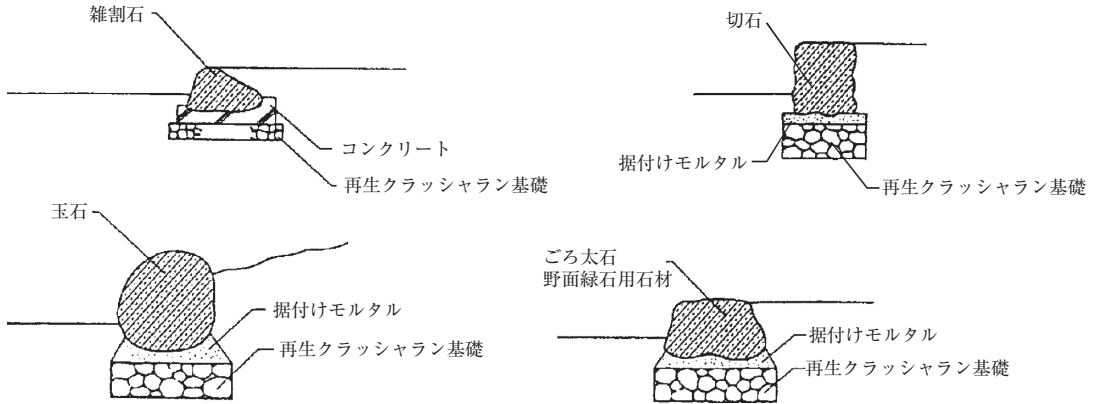 雑割石
コンクリート
再生クラッシャラン基礎
切石
据付けモルタル
再生クラッシャラン基礎
玉石
据付けモルタル
再生クラッシャラン基礎
ごろ太石
野面縁石用石材
据付けモルタル
再生クラッシャラン基礎